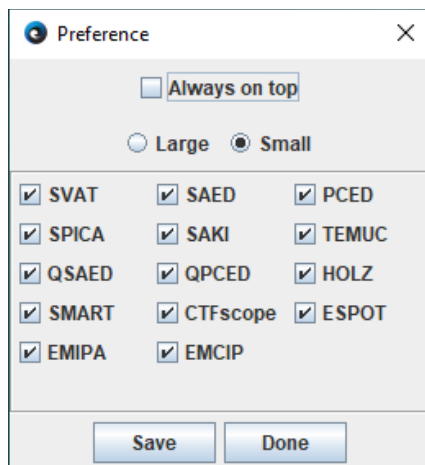 Preference
Always on top
Large Small
SVAT SAED PCED
SPICA SAKI TEMUC
QSAED QPCED HOLZ
SMART CTFscope ESPOT
EMIPA EMCIP
Save Done